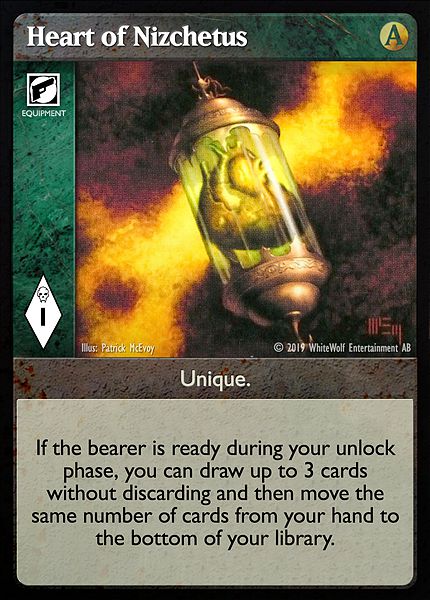 Heart of Nizchetus
A
EQUIPMENT
1
Illus: Patrick McEvoy
© 2019 WhiteWolf Entertainment AB
Unique.
If the bearer is ready during your unlock
phase, you can draw up to 3 cards
without discarding and then move the
same number of cards from your hand to
the bottom of your library.